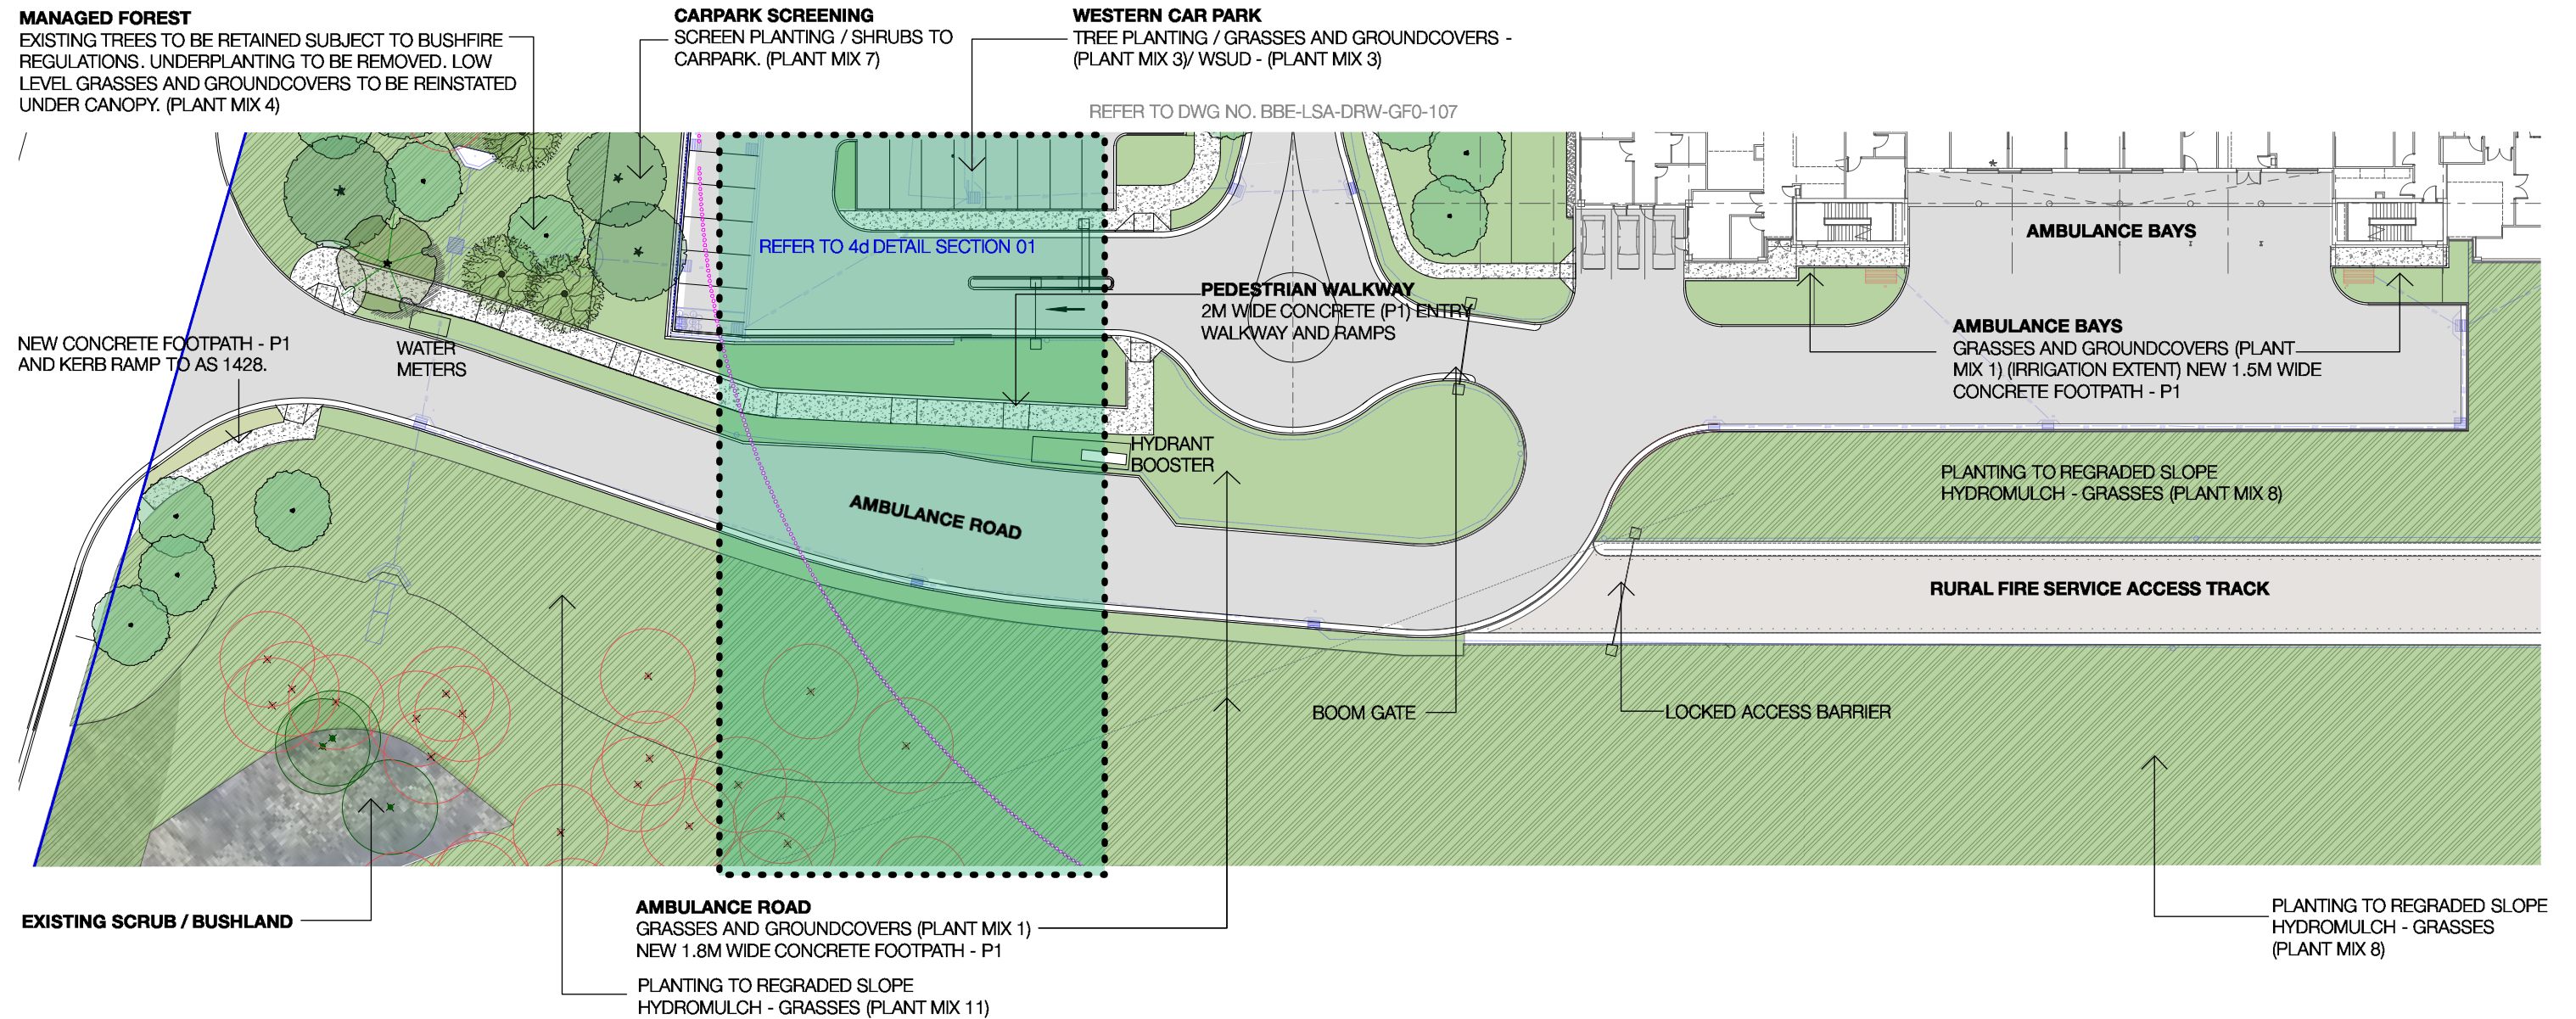 MANAGED FOREST
EXISTING TREES TO BE RETAINED SUBJECT TO BUSHFIRE
REGULATIONS. UNDERPLANTING TO BE REMOVED. LOW
LEVEL GRASSES AND GROUNDCOVERS TO BE REINSTATED
UNDER CANOPY. (PLANT MIX 4)
CARPARK SCREENING
SCREEN PLANTING / SHRUBS TO
CARPARK. (PLANT MIX 7)
WESTERN CAR PARK
TREE PLANTING / GRASSES AND GROUNDCOVERS -
(PLANT MIX 3)/ WSUD - (PLANT MIX 3)
REFER TO DWG NO. BBE-LSA-DRW-GF0-107
REFER TO 4d DETAIL SECTION 01
AMBULANCE BAYS
PEDESTRIAN WALKWAY
2M WIDE CONCRETE (P1) ENTRY
WALKWAY AND RAMPS
AMBULANCE BAYS
GRASSES AND GROUNDCOVERS (PLANT
MIX 1) (IRRIGATION EXTENT) NEW 1.5M WIDE
CONCRETE FOOTPATH - P1
NEW CONCRETE FOOTPATH - P1
AND KERB RAMP TO AS 1428.
WATER
METERS
HYDRANT
BOOSTER
PLANTING TO REGRADED SLOPE
HYDROMULCH - GRASSES (PLANT MIX 8)
AMBULANCE ROAD
RURAL FIRE SERVICE ACCESS TRACK
BOOM GATE
LOCKED ACCESS BARRIER
EXISTING SCRUB / BUSHLAND
AMBULANCE ROAD
GRASSES AND GROUNDCOVERS (PLANT MIX 1)
NEW 1.8M WIDE CONCRETE FOOTPATH - P1
PLANTING TO REGRADED SLOPE
HYDROMULCH - GRASSES (PLANT MIX 11)
PLANTING TO REGRADED SLOPE
HYDROMULCH - GRASSES
(PLANT MIX 8)